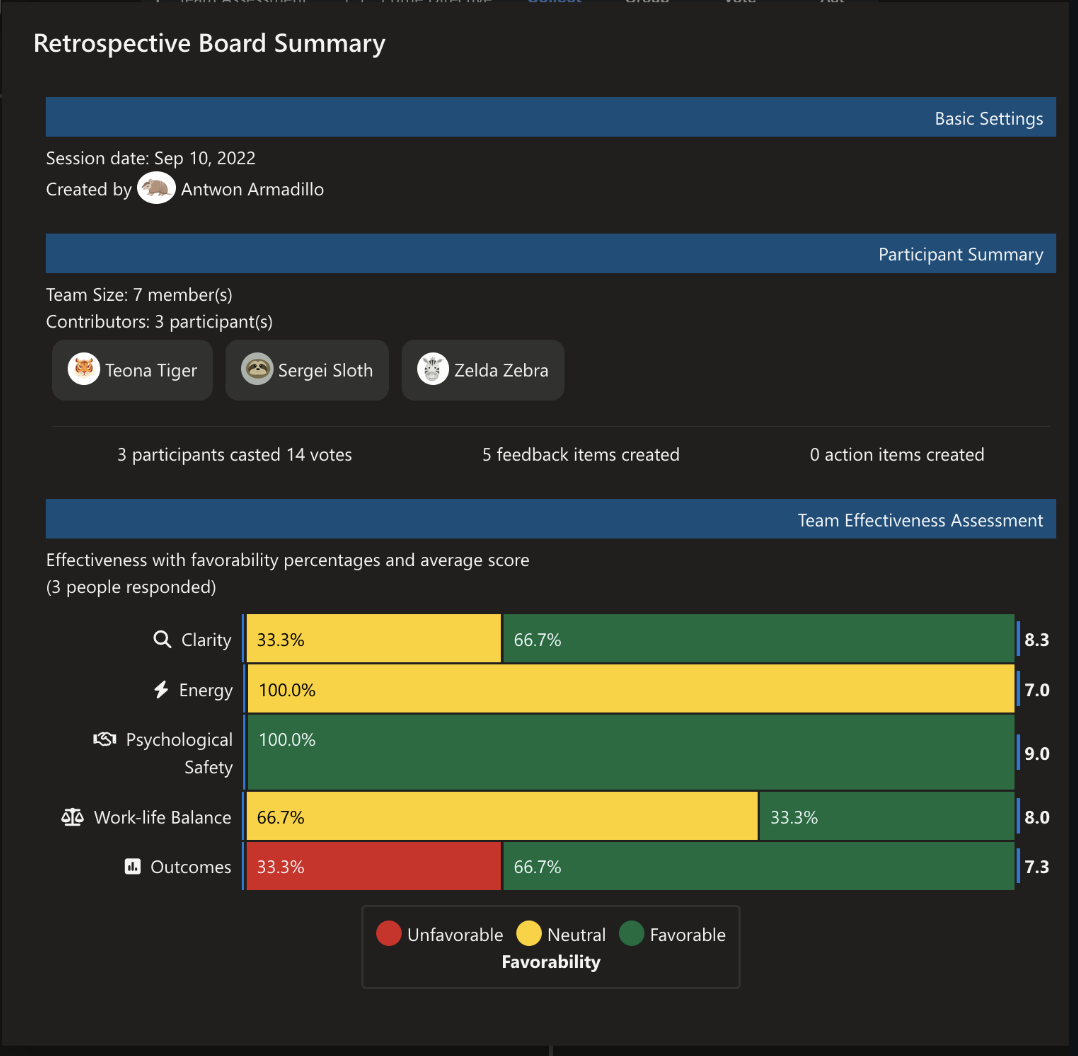 Retrospective Board Summary
Basic Settings
Session date: Sep 10, 2022
Created by Antwon Armadillo
Participant Summary
Team Size: 7 member(s)
Contributors: 3 participant(s)
Teona Tiger Sergei Sloth Zelda Zebra
3 participants casted 14 votes 5 feedback items created 0 action items created
Team Effectiveness Assessment
Effectiveness with favorability percentages and average score
(3 people responded)
Clarity 33.3% 66.7% 8.3
Energy 100.0% 7.0
Psychological 100.0%
Safety 9.0
Work-life Balance 66.7% 33.3% 8.0
Outcomes 33.3% 66.7% 7.3
Unfavorable Neutral Favorable
Favorability